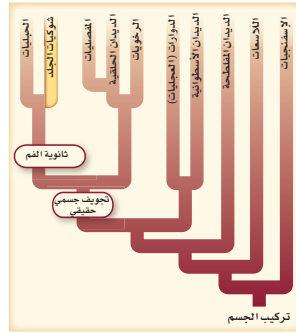 الإسفنجيات
اللاسعات
الديدان المفلطحة
الديدان الأسطوانية
الدوارات (العجليات)
الرخويات
الديدان الحلقية
المفصليات
شوكيات الجلد
الحبليات
ثانوية الفم
تجويف جسمي
حقيقي
تركيب الجسم